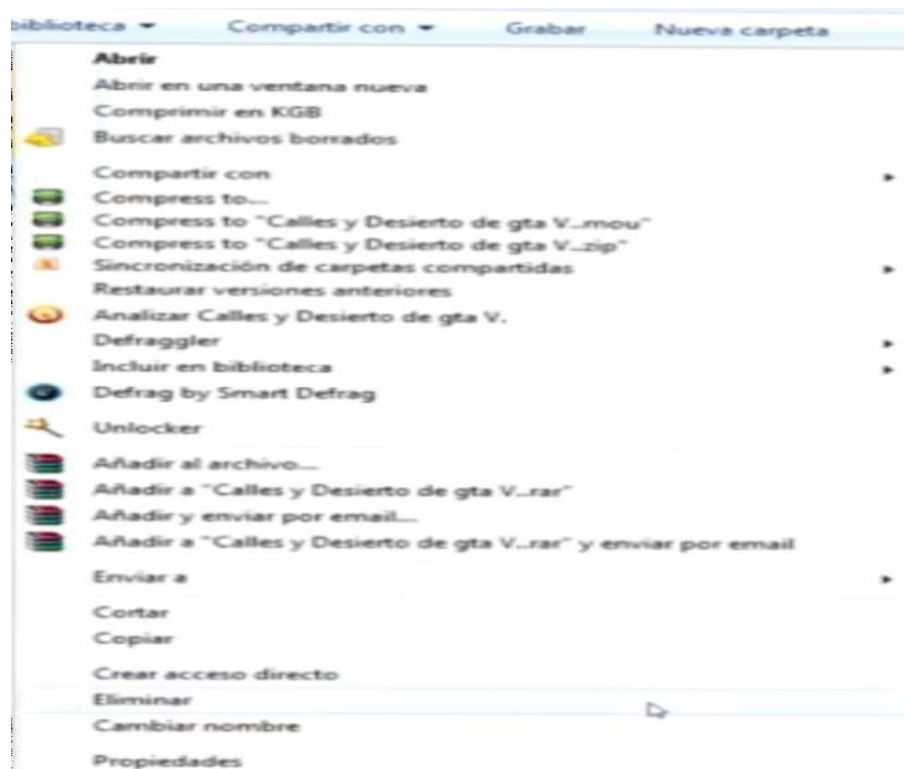 biblioteca Compartir con Grabar Nueva carpeta
Abrir
Abrir en una ventana nueva
Comprimir en KGB
Buscar archivos borrados
Compartir con
Compress to...
Compress to "Calles y Desierto de gta V..mou"
Compress to "Calles y Desierto de gta V..zip"
Sincronización de carpetas compartidas
Restaurar versiones anteriores
Analizar Calles y Desierto de gta V.
Defraggler
Incluir en biblioteca
Defrag by Smart Defrag
Unlocker
Añadir al archivo...
Añadir a "Calles y Desierto de gta V..rar"
Añadir y enviar por email...
Añadir a "Calles y Desierto de gta V..rar" y enviar por email
Enviar a
Cortar
Copiar
Crear acceso directo
Eliminar
Cambiar nombre
Propiedades